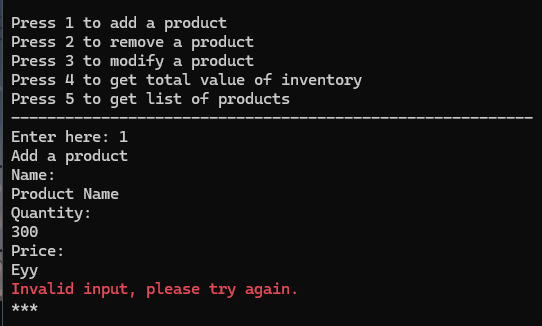 Press 1 to add a product
Press 2 to remove a product
Press 3 to modify a product
Press 4 to get total value of inventory
Press 5 to get list of products
----------------------------------------------------------
Enter here: 1
Add a product
Name:
Product Name
Quantity:
300
Price:
Eyy
Invalid input, please try again.
***